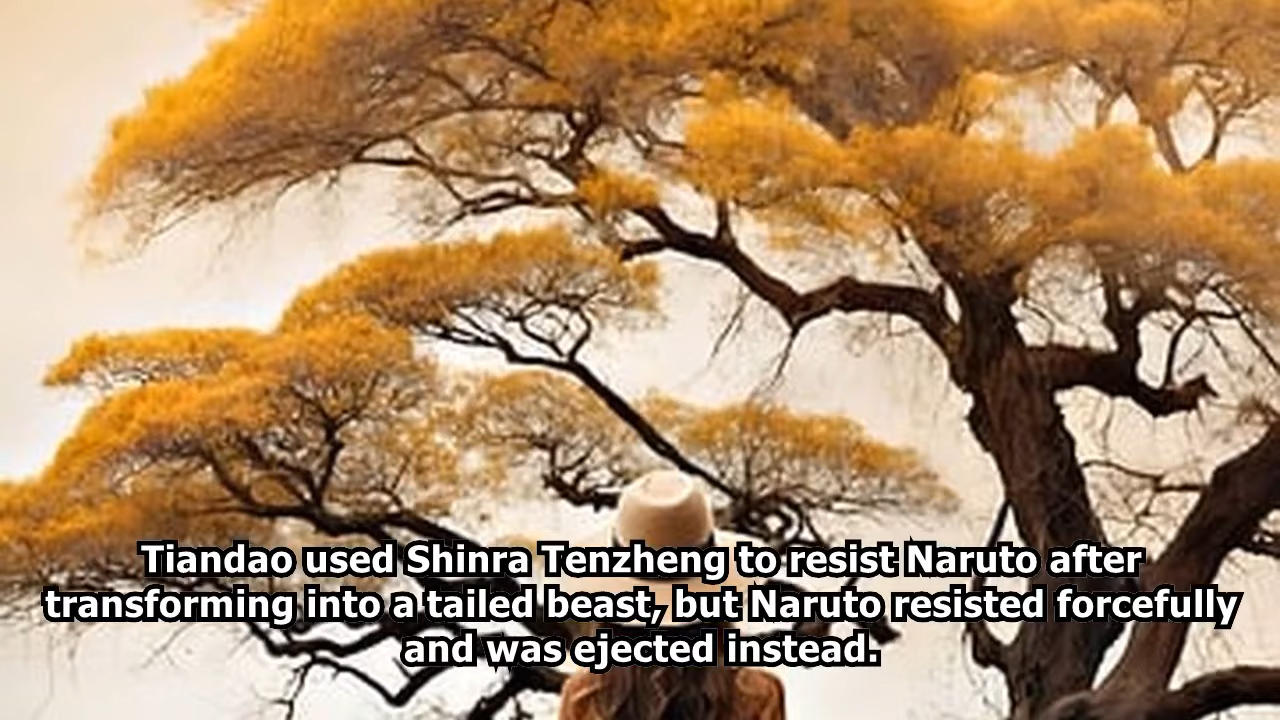 Tiandao used Shinra Tenzheng to resist Naruto after
transforming into a tailed beast, but Naruto resisted forcefully
and was ejected instead.